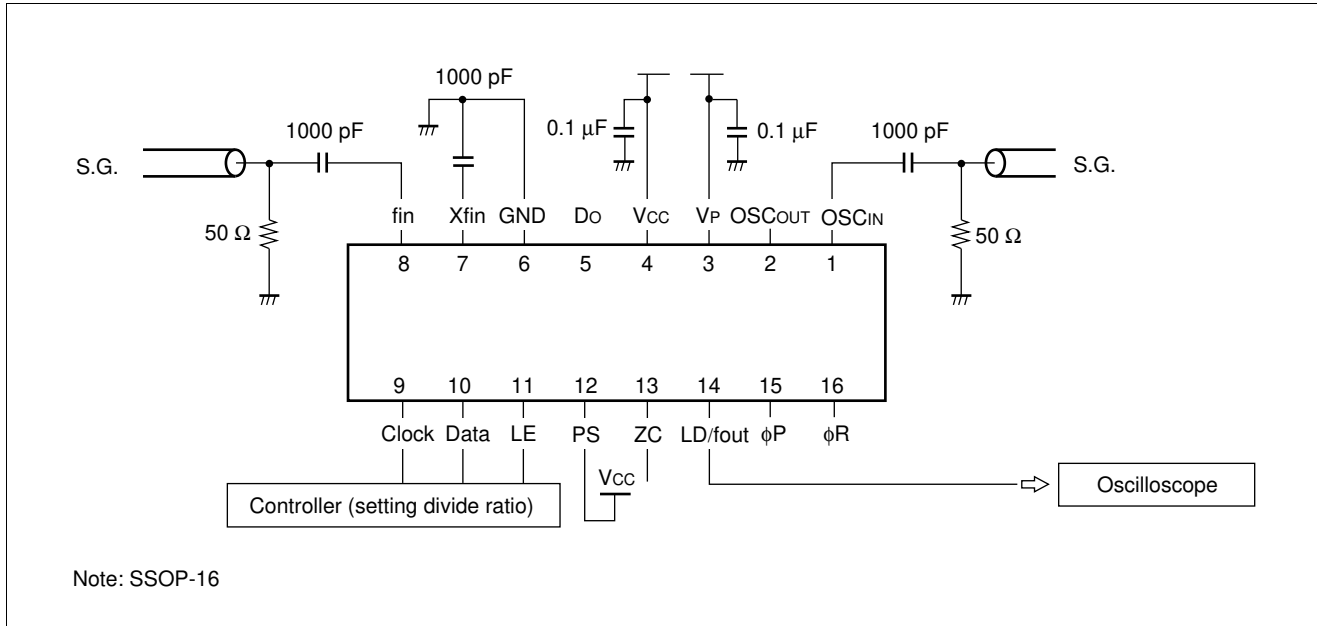 1000 pF
1000 pF
0.1 μF
0.1 μF
1000 pF
S.G.
S.G.
50 Ω
50 Ω
fin Xfin GND DO VCC VP OSCOUT OSCIN
8 7 6 5 4 3 2 1
9 10 11 12 13 14 15 16
Clock Data LE PS ZC LD/fout ϕP ϕR
VCC
Controller (setting divide ratio)
Oscilloscope
Note: SSOP-16